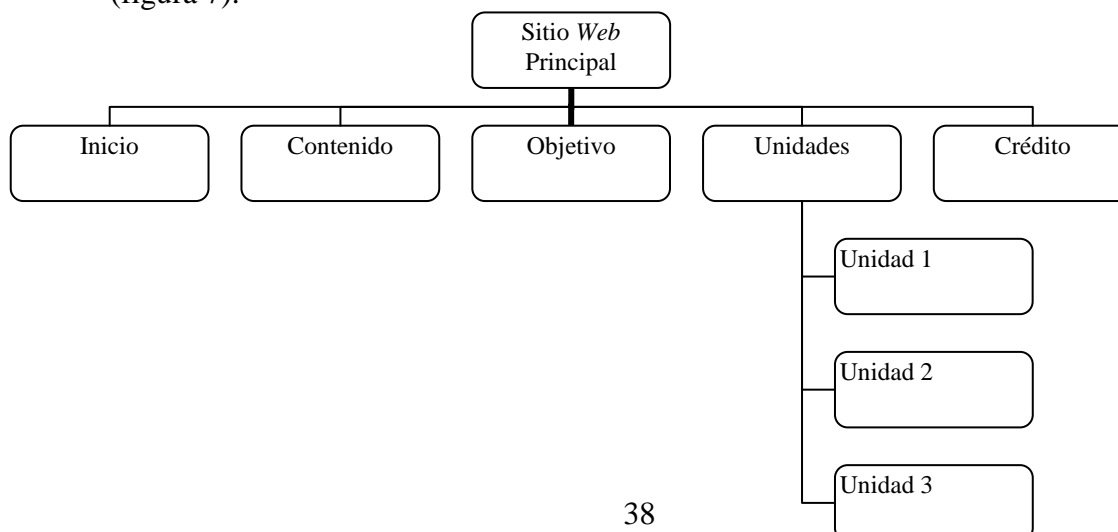 (figura 7).
Sitio Web
Principal
Inicio
Contenido
Objetivo
Unidades
Crédito
Unidad 1
Unidad 2
Unidad 3
38